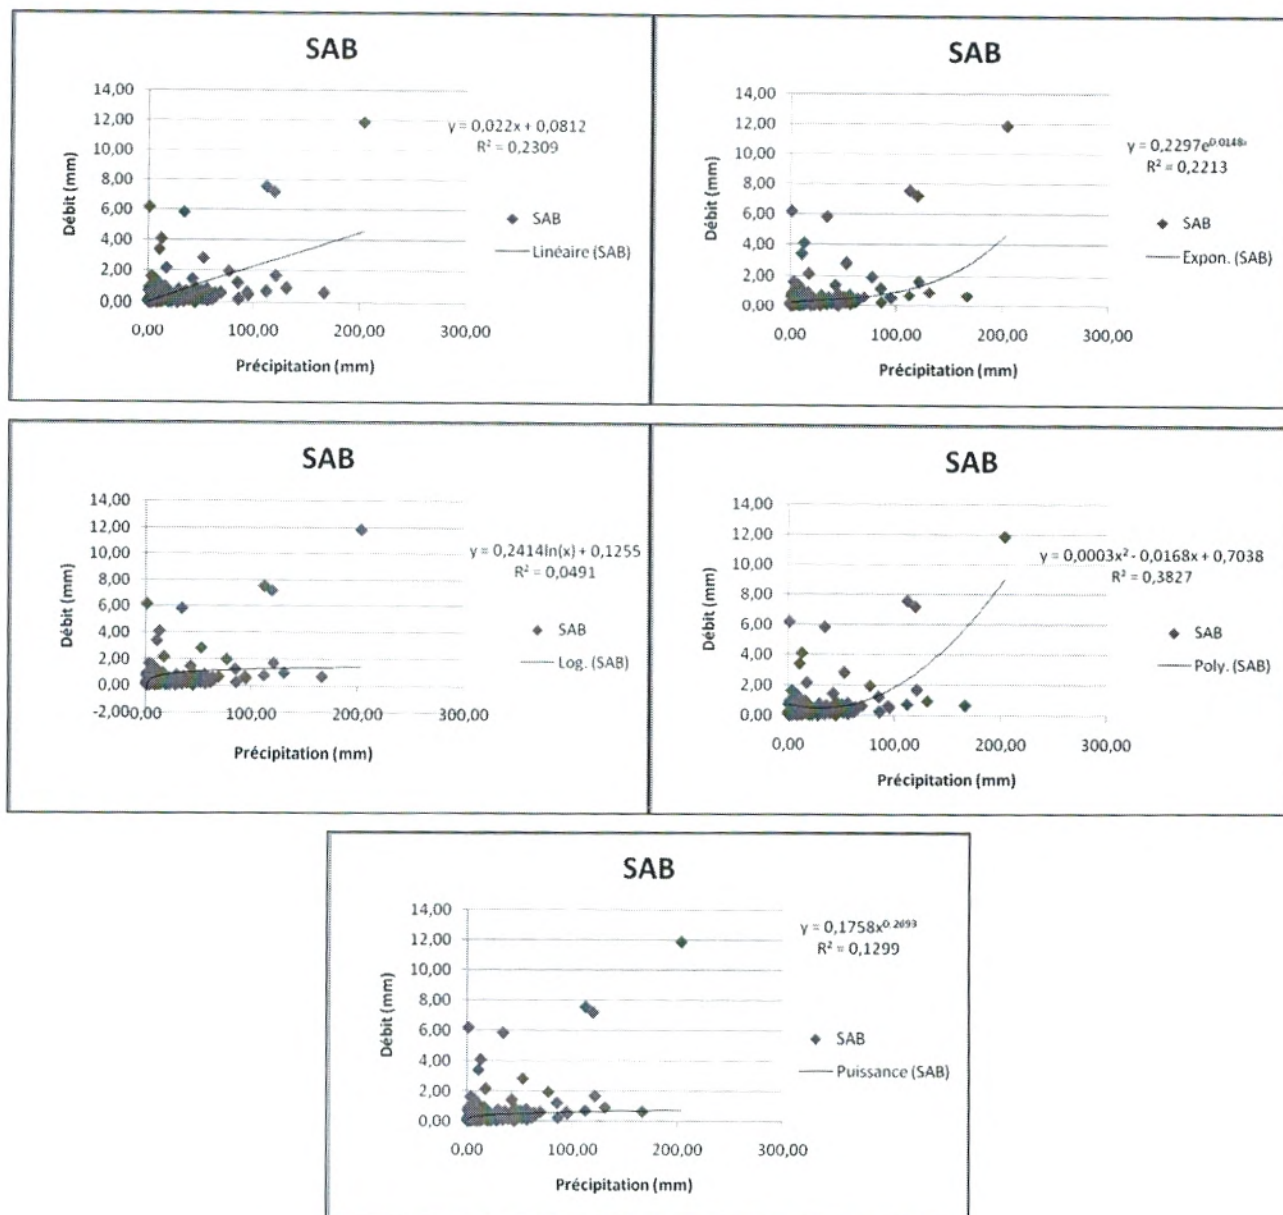 SAB
14,00
12,00
10,00
8,00
6,00
4,00
2,00
0,00
0,00 100,00 200,00 300,00
Débit (mm)
Précipitation (mm)
y = 0,022x + 0,0812
R² = 0,2309
SAB
Linéaire (SAB)
SAB
14,00
12,00
10,00
8,00
6,00
4,00
2,00
0,00
0,00 100,00 200,00 300,00
Débit (mm)
Précipitation (mm)
y = 0,2297e^0,0148x
R² = 0,2213
SAB
Expon. (SAB)
SAB
14,00
12,00
10,00
8,00
6,00
4,00
2,00
0,00
-2,00
0,00 100,00 200,00 300,00
Débit (mm)
Précipitation (mm)
y = 0,2414ln(x) + 0,1255
R² = 0,0491
SAB
Log. (SAB)
SAB
14,00
12,00
10,00
8,00
6,00
4,00
2,00
0,00
0,00 100,00 200,00 300,00
Débit (mm)
Précipitation (mm)
y = 0,0003x² - 0,0168x + 0,7038
R² = 0,3827
SAB
Poly. (SAB)
SAB
14,00
12,00
10,00
8,00
6,00
4,00
2,00
0,00
0,00 100,00 200,00 300,00
Débit (mm)
Précipitation (mm)
y = 0,1758x^0,2693
R² = 0,1299
SAB
Puissance (SAB)